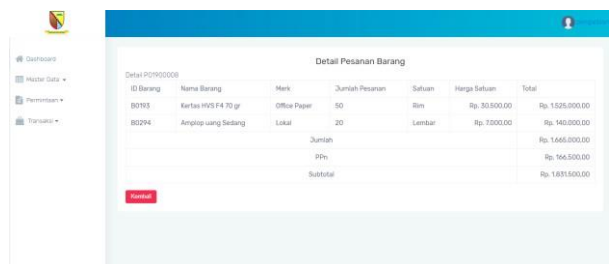 Dashboard
Master Data
Permintaan
Transaksi
Detail Pesanan Barang
Detail PO1900008
ID Barang Nama Barang Merk Jumlah Pesanan Satuan Harga Satuan Total
B0193 Kertas HVS F4 70 gr Office Paper 50 Rim Rp. 30.500,00 Rp. 1.525.000,00
B0294 Amplop uang Sedang Lokal 20 Lembar Rp. 7.000,00 Rp. 140.000,00
Jumlah Rp. 1.665.000,00
PPn Rp. 166.500,00
Subtotal Rp. 1.831.500,00
Kembali